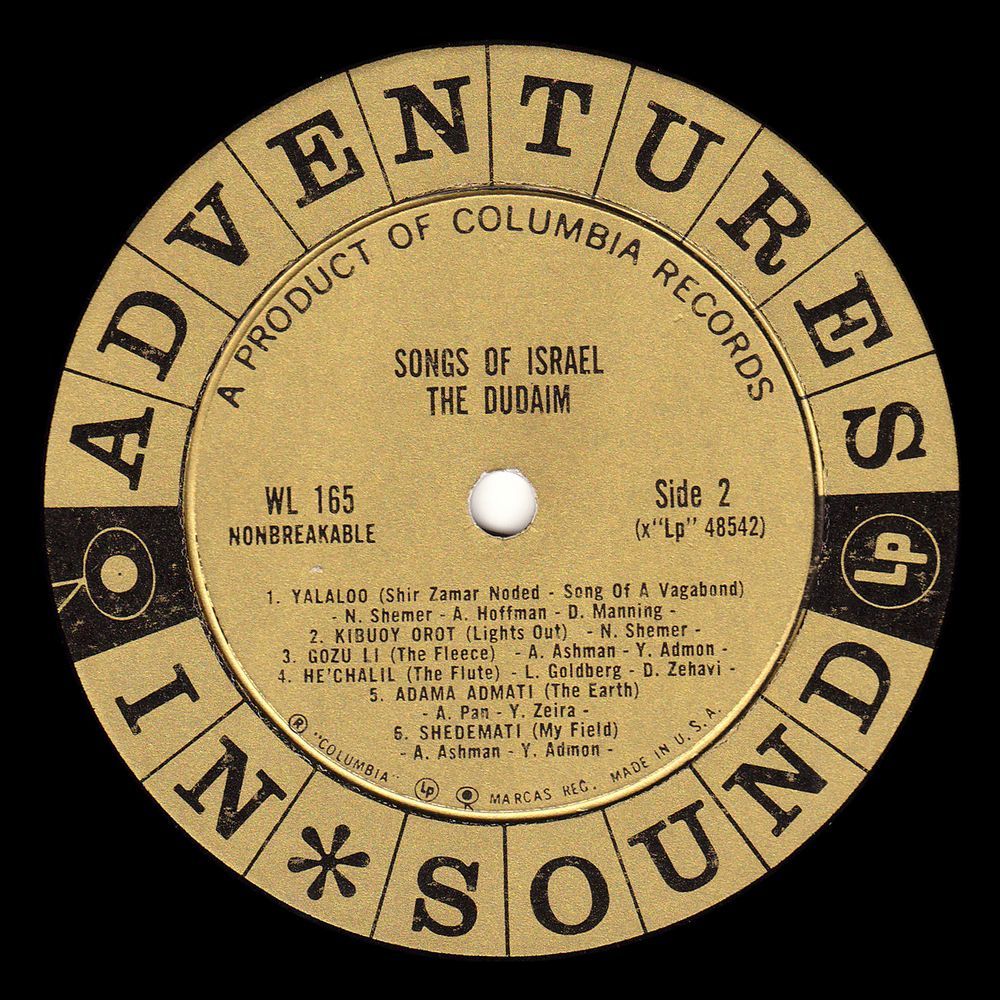 ADVENTURES
IN * SOUND
A PRODUCT OF COLUMBIA RECORDS
SONGS OF ISRAEL
THE DUDAIM
WL 165
NONBREAKABLE
Side 2
(x"Lp" 48542)
Lp
1. YALALOO (Shir Zamar Noded - Song Of A Vagabond)
- N. Shemer - A. Hoffman - D. Manning -
2. KIBUOY OROT (Lights Out) - N. Shemer -
3. GOZU LI (The Fleece) - A. Ashman - Y. Admon -
4. HE'CHALIL (The Flute) - L. Goldberg - D. Zehavi -
5. ADAMA ADMATI (The Earth)
- A. Pan - Y. Zeira -
6. SHEDEMATI (My Field)
- A. Ashman - Y. Admon -
® "COLUMBIA" Lp MARCAS REG. MADE IN U. S. A.